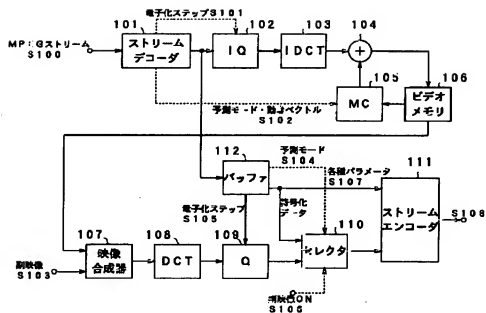 電子化ステップS101
101
102
103
104
MPEGストリーム
S100
ストリーム
デコーダ
IQ
IDCT
+
105
106
MC
ビデオ
メモリ
予測モード・動きベクトル
S102
112
予測モード
S104
111
バッファ
各種パラメータ
S107
電子化ステップ
S105
符号化
データ
110
ストリーム
エンコーダ
S108
107
108
109
映像
合成器
DCT
Q
セレクタ
副映像
S103
副映像ON
S106